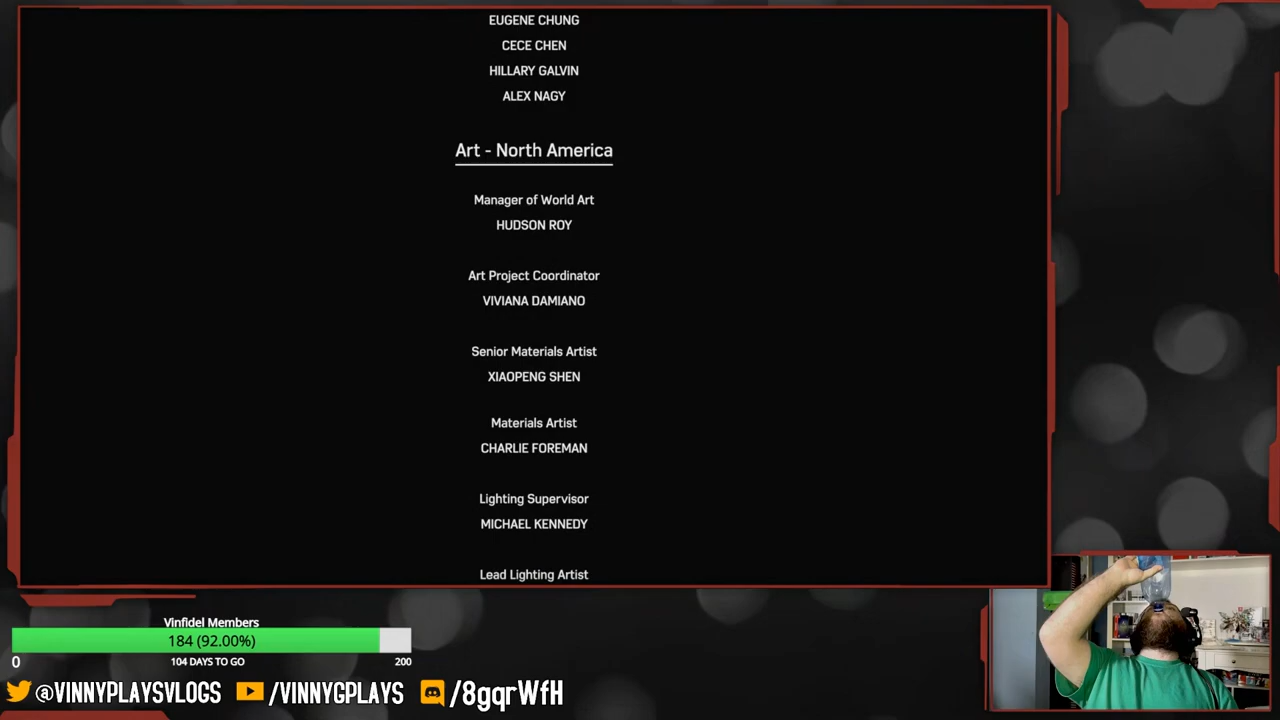 EUGENE CHUNG
CECE CHEN
HILLARY GALVIN
ALEX NAGY
Art - North America
Manager of World Art
HUDSON ROY
Art Project Coordinator
VIVIANA DAMIANO
Senior Materials Artist
XIAOPENG SHEN
Materials Artist
CHARLIE FOREMAN
Lighting Supervisor
MICHAEL KENNEDY
Lead Lighting Artist
Vinfidel Members
184 (92.00%)
0 104 DAYS TO GO 200
@VINNYPLAYSVLOGS /VINNYGPLAYS /8gqrWfH